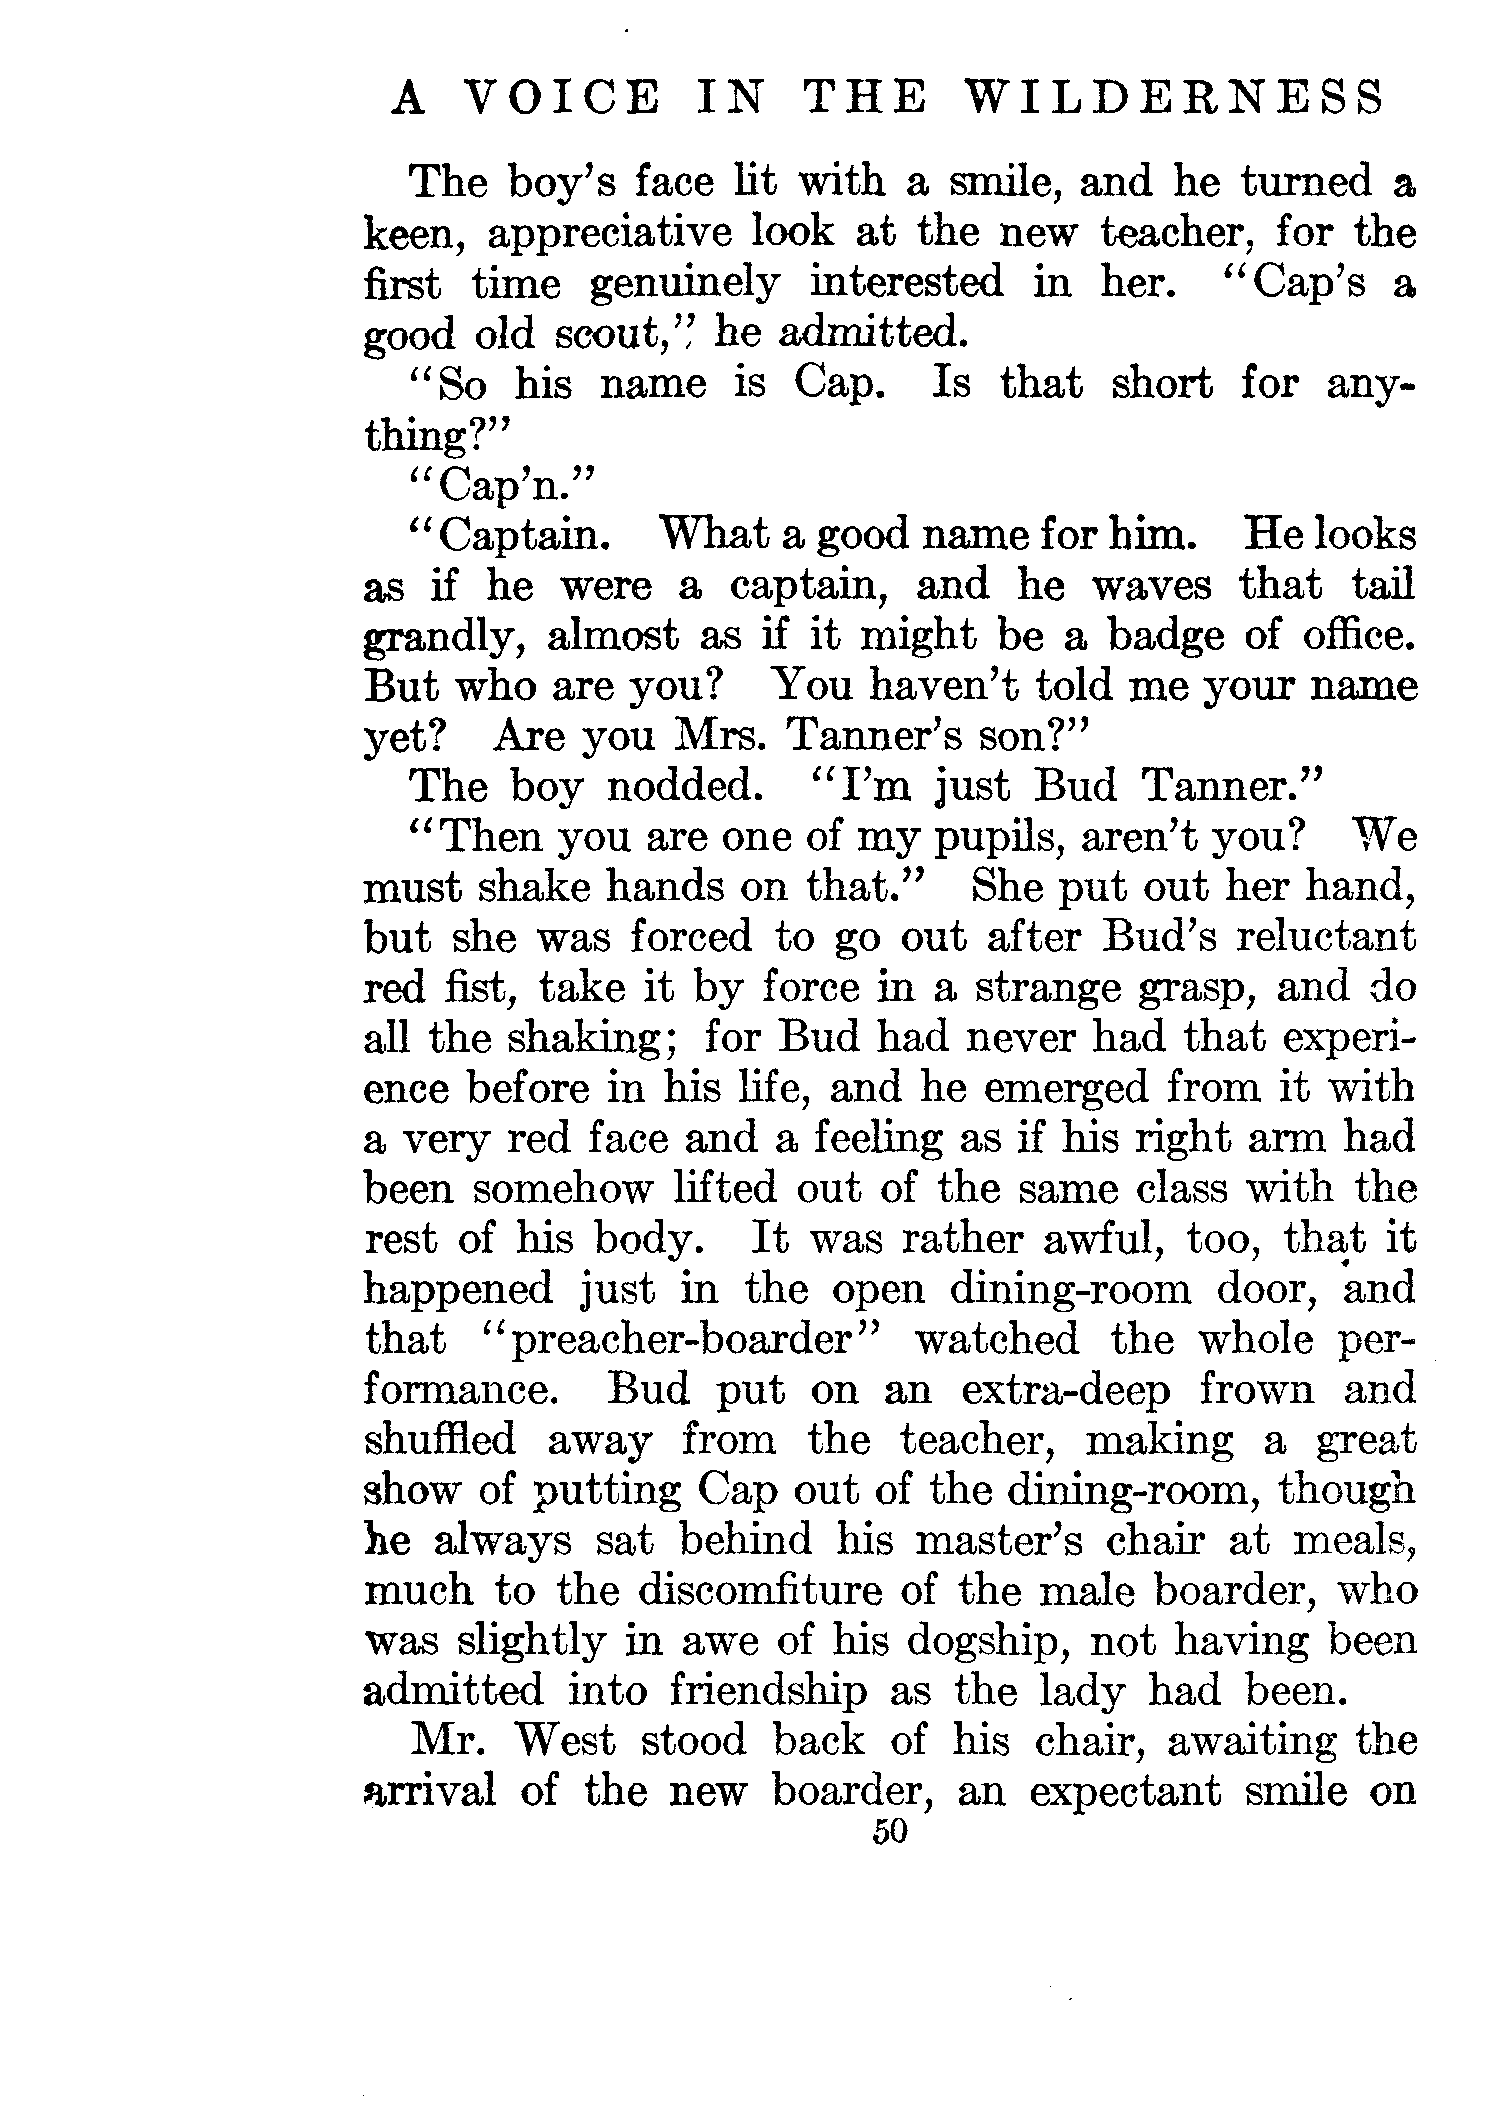 A VOICE IN THE WILDERNESS
The boy's face lit with a smile, and he turned a
keen, appreciative look at the new teacher, for the
first time genuinely interested in her. "Cap's a
good old scout," he admitted.
"So his name is Cap. Is that short for any-
thing?"
"Cap'n."
"Captain. What a good name for him. He looks
as if he were a captain, and he waves that tail
grandly, almost as if it might be a badge of office.
But who are you? You haven't told me your name
yet? Are you Mrs. Tanner's son?"
The boy nodded. "I'm just Bud Tanner."
"Then you are one of my pupils, aren't you? We
must shake hands on that." She put out her hand,
but she was forced to go out after Bud's reluctant
red fist, take it by force in a strange grasp, and do
all the shaking; for Bud had never had that experi-
ence before in his life, and he emerged from it with
a very red face and a feeling as if his right arm had
been somehow lifted out of the same class with the
rest of his body. It was rather awful, too, that it
happened just in the open dining-room door, and
that "preacher-boarder" watched the whole per-
formance. Bud put on an extra-deep frown and
shuffled away from the teacher, making a great
show of putting Cap out of the dining-room, though
he always sat behind his master's chair at meals,
much to the discomfiture of the male boarder, who
was slightly in awe of his dogship, not having been
admitted into friendship as the lady had been.
Mr. West stood back of his chair, awaiting the
arrival of the new boarder, an expectant smile on
50